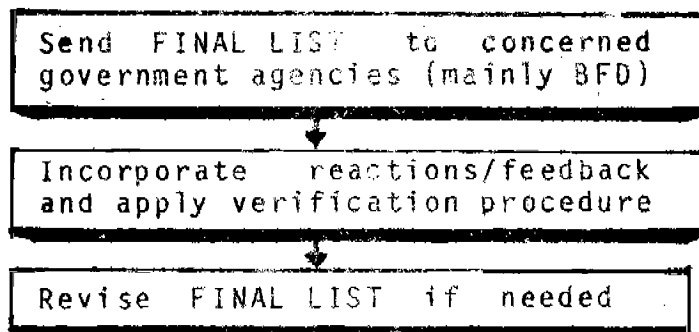 Send FINAL LIST to concerned
government agencies (mainly BFD)
Incorporate reactions/feedback
and apply verification procedure
Revise FINAL LIST if needed